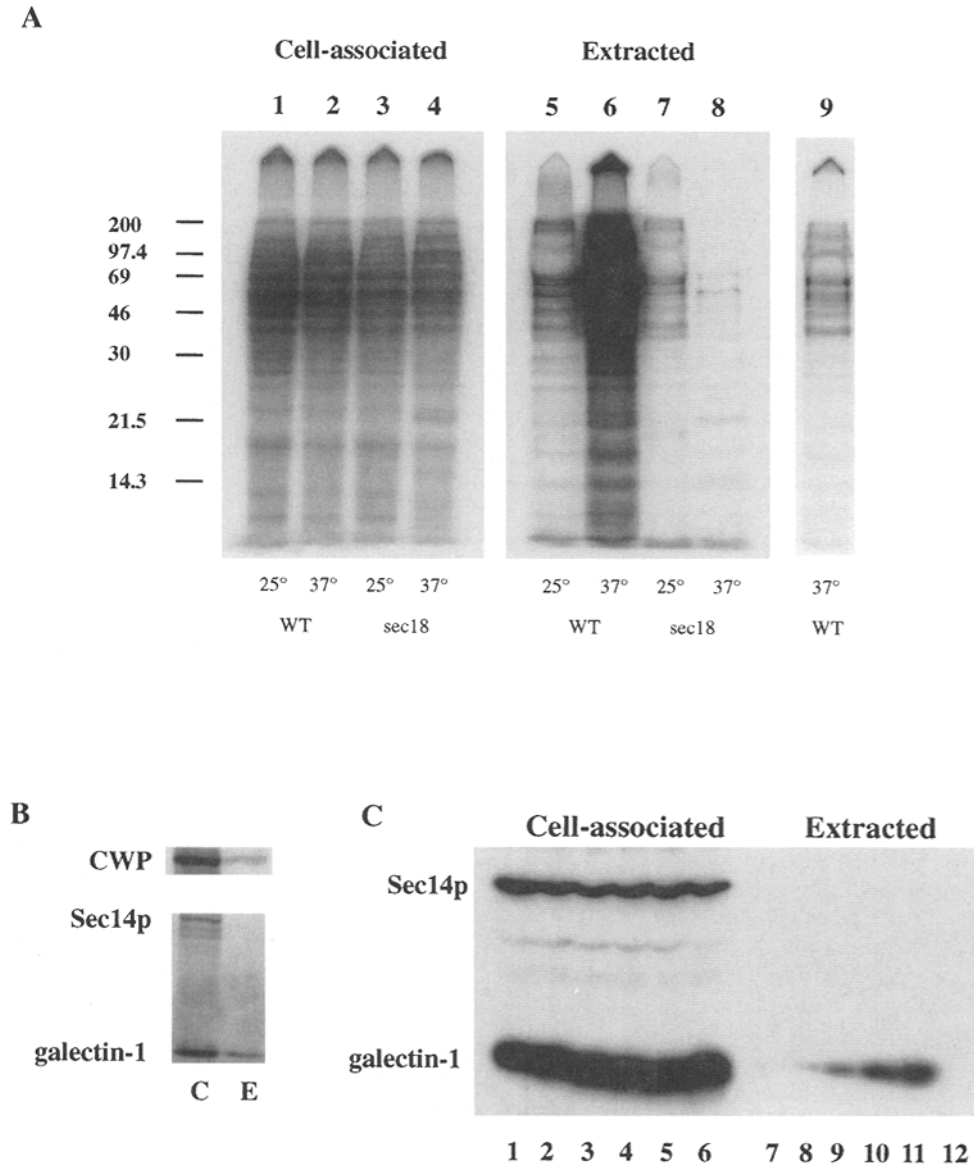 A
Cell-associated Extracted
1 2 3 4 5 6 7 8 9
200
97.4
69
46
30
21.5
14.3
25° 37° 25° 37° 25° 37° 25° 37° 37°
WT sec18 WT sec18 WT
B
CWP
Sec14p
galectin-1
C E
C
Cell-associated Extracted
Sec14p
galectin-1
1 2 3 4 5 6 7 8 9 10 11 12